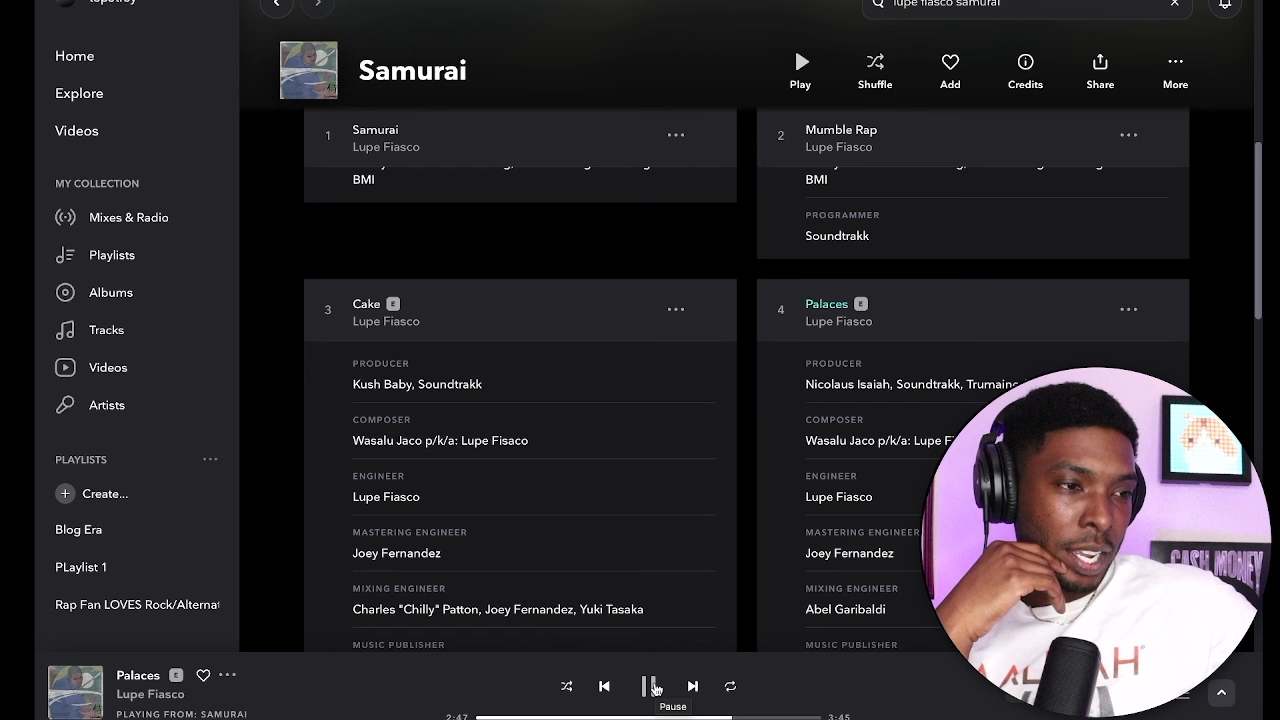 lupe fiasco samurai
Home
Explore
Videos
MY COLLECTION
Mixes & Radio
Playlists
Albums
Tracks
Videos
Artists
PLAYLISTS
Create...
Blog Era
Playlist 1
Rap Fan LOVES Rock/Alternat
Samurai
Play
Shuffle
Add
Credits
Share
More
1 Samurai
Lupe Fiasco
BMI
2 Mumble Rap
Lupe Fiasco
BMI
PROGRAMMER
Soundtrakk
3 Cake E
Lupe Fiasco
PRODUCER
Kush Baby, Soundtrakk
COMPOSER
Wasalu Jaco p/k/a: Lupe Fisaco
ENGINEER
Lupe Fiasco
MASTERING ENGINEER
Joey Fernandez
MIXING ENGINEER
Charles "Chilly" Patton, Joey Fernandez, Yuki Tasaka
MUSIC PUBLISHER
4 Palaces E
Lupe Fiasco
PRODUCER
Nicolaus Isaiah, Soundtrakk, Trumaine
COMPOSER
Wasalu Jaco p/k/a: Lupe
ENGINEER
Lupe Fiasco
MASTERING ENGINEER
Joey Fernandez
MIXING ENGINEER
Abel Garibaldi
MUSIC PUBLISHER
CASH MONEY
Palaces E
Lupe Fiasco
PLAYING FROM: SAMURAI
Pause
2:47
3:45